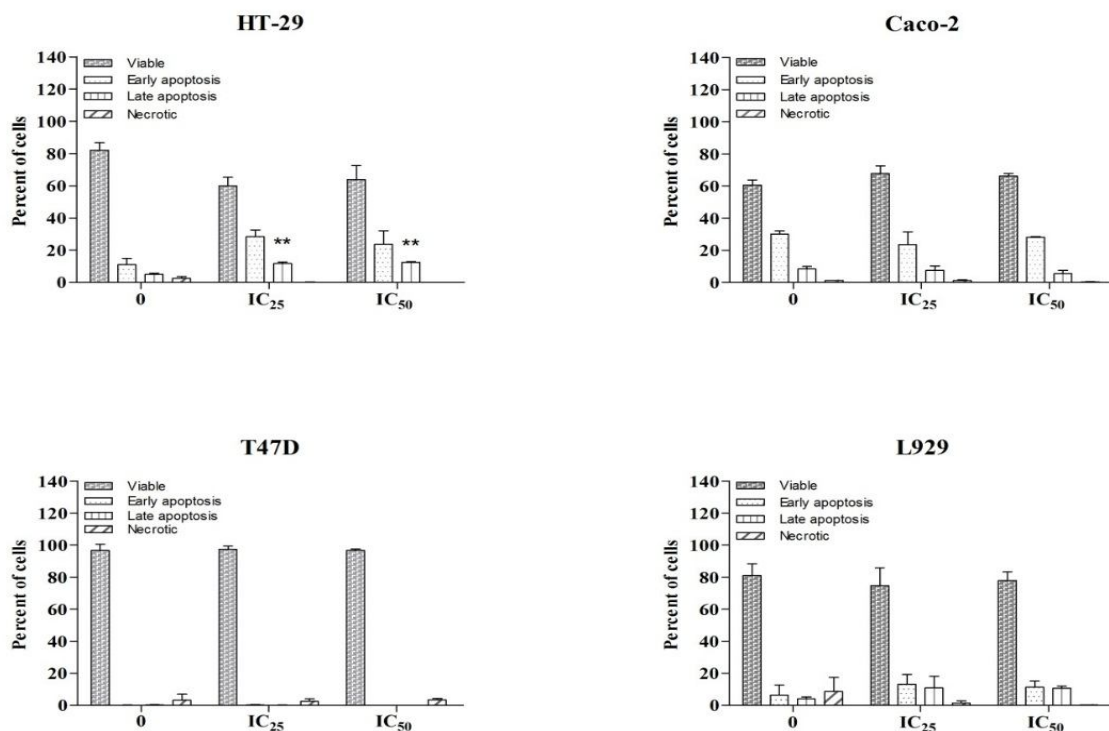 HT-29
140
120
100
80
60
40
20
0
Percent of cells
Viable
Early apoptosis
Late apoptosis
Necrotic
**
**
0
IC25
IC50
Caco-2
140
120
100
80
60
40
20
0
Percent of cells
Viable
Early apoptosis
Late apoptosis
Necrotic
0
IC25
IC50
T47D
140
120
100
80
60
40
20
0
Percent of cells
Viable
Early apoptosis
Late apoptosis
Necrotic
0
IC25
IC50
L929
140
120
100
80
60
40
20
0
Percent of cells
Viable
Early apoptosis
Late apoptosis
Necrotic
0
IC25
IC50